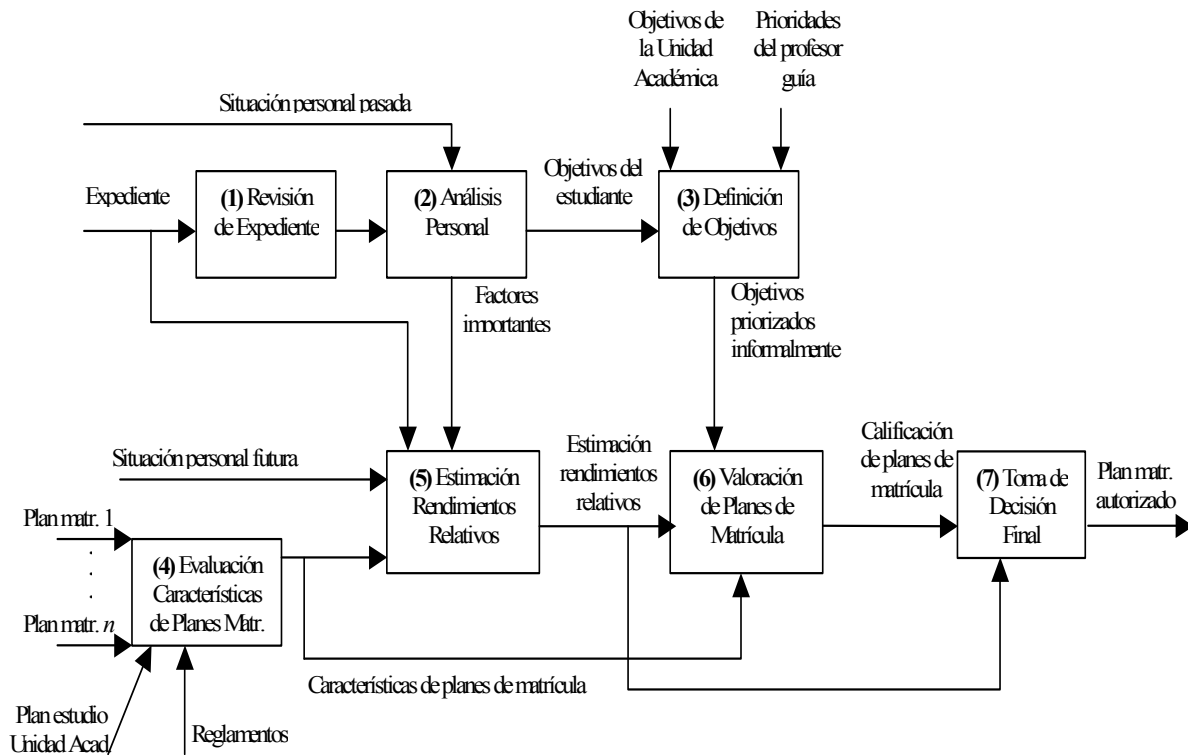 Objetivos de
la Unidad
Académica
Prioridades
del profesor
guía
Situación personal pasada
Expediente
(1) Revisión
de Expediente
(2) Análisis
Personal
Objetivos del
estudiante
(3) Definición
de Objetivos
Factores
importantes
Objetivos
priorizados
informalmente
Situación personal futura
(5) Estimación
Rendimientos
Relativos
Estimación
rendimientos
relativos
(6) Valoración
de Planes de
Matrícula
Calificación
de planes de
matrícula
(7) Toma de
Decisión
Final
Plan matr.
autorizado
Plan matr. 1
.
.
.
.
Plan matr. n
(4) Evaluación
Características
de Planes Matr.
Características de planes de matrícula
Plan estudio
Unidad Acad
Reglamentos